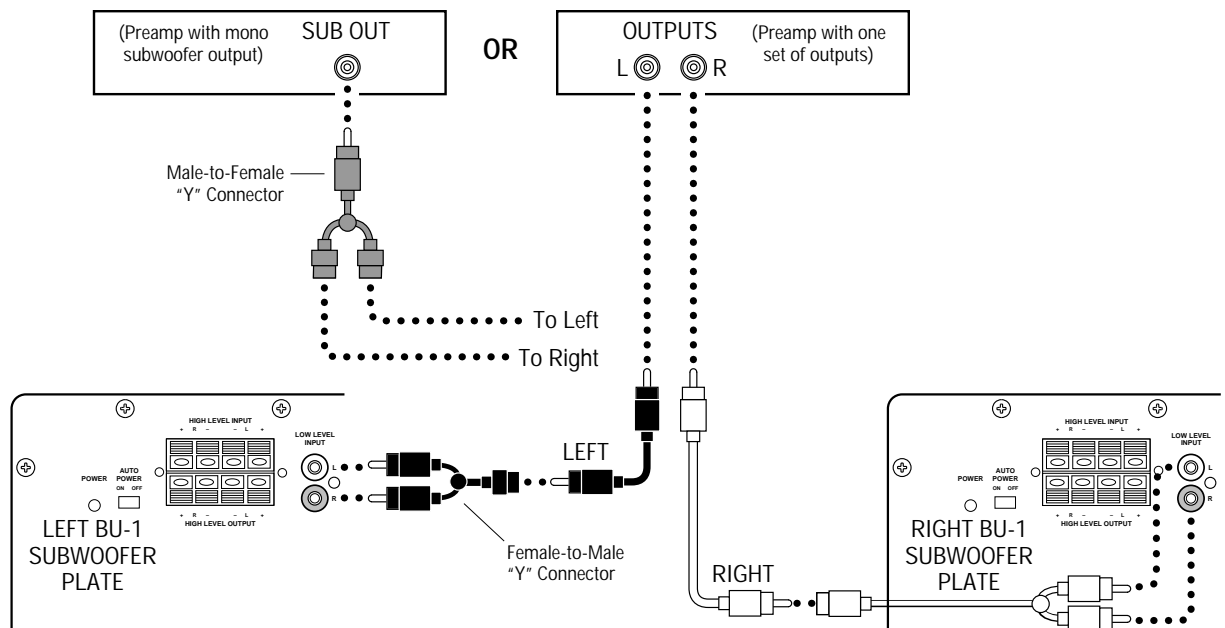 (Preamp with mono
subwoofer output)
SUB OUT
OR
OUTPUTS
(Preamp with one
set of outputs)
L
R
Male-to-Female
"Y" Connector
To Left
To Right
HIGH LEVEL INPUT
+ R – – L +
LOW LEVEL
INPUT
L
R
POWER
AUTO
POWER
ON OFF
+ R – – L +
HIGH LEVEL OUTPUT
LEFT BU-1
SUBWOOFER
PLATE
LEFT
Female-to-Male
"Y" Connector
RIGHT
HIGH LEVEL INPUT
+ R – – L +
LOW LEVEL
INPUT
L
R
POWER
AUTO
POWER
ON OFF
+ R – – L +
HIGH LEVEL OUTPUT
RIGHT BU-1
SUBWOOFER
PLATE